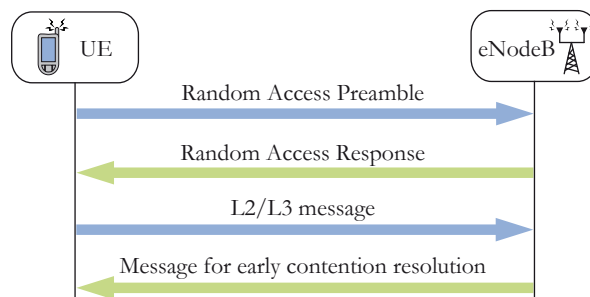 UE
eNodeB
Random Access Preamble
Random Access Response
L2/L3 message
Message for early contention resolution